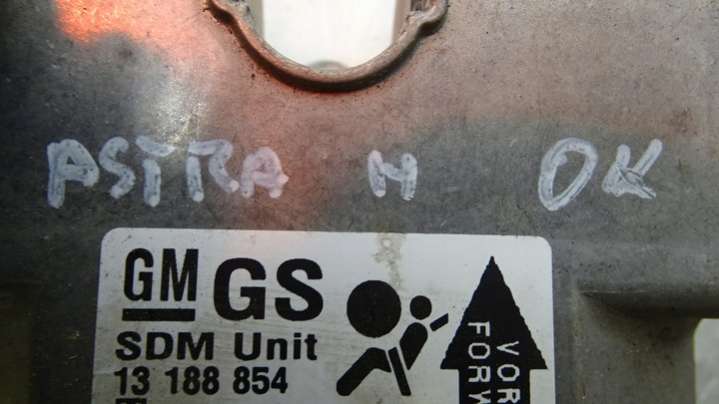 ASTRA H OK
GM GS
SDM Unit
13 188 854
VOR
FORW